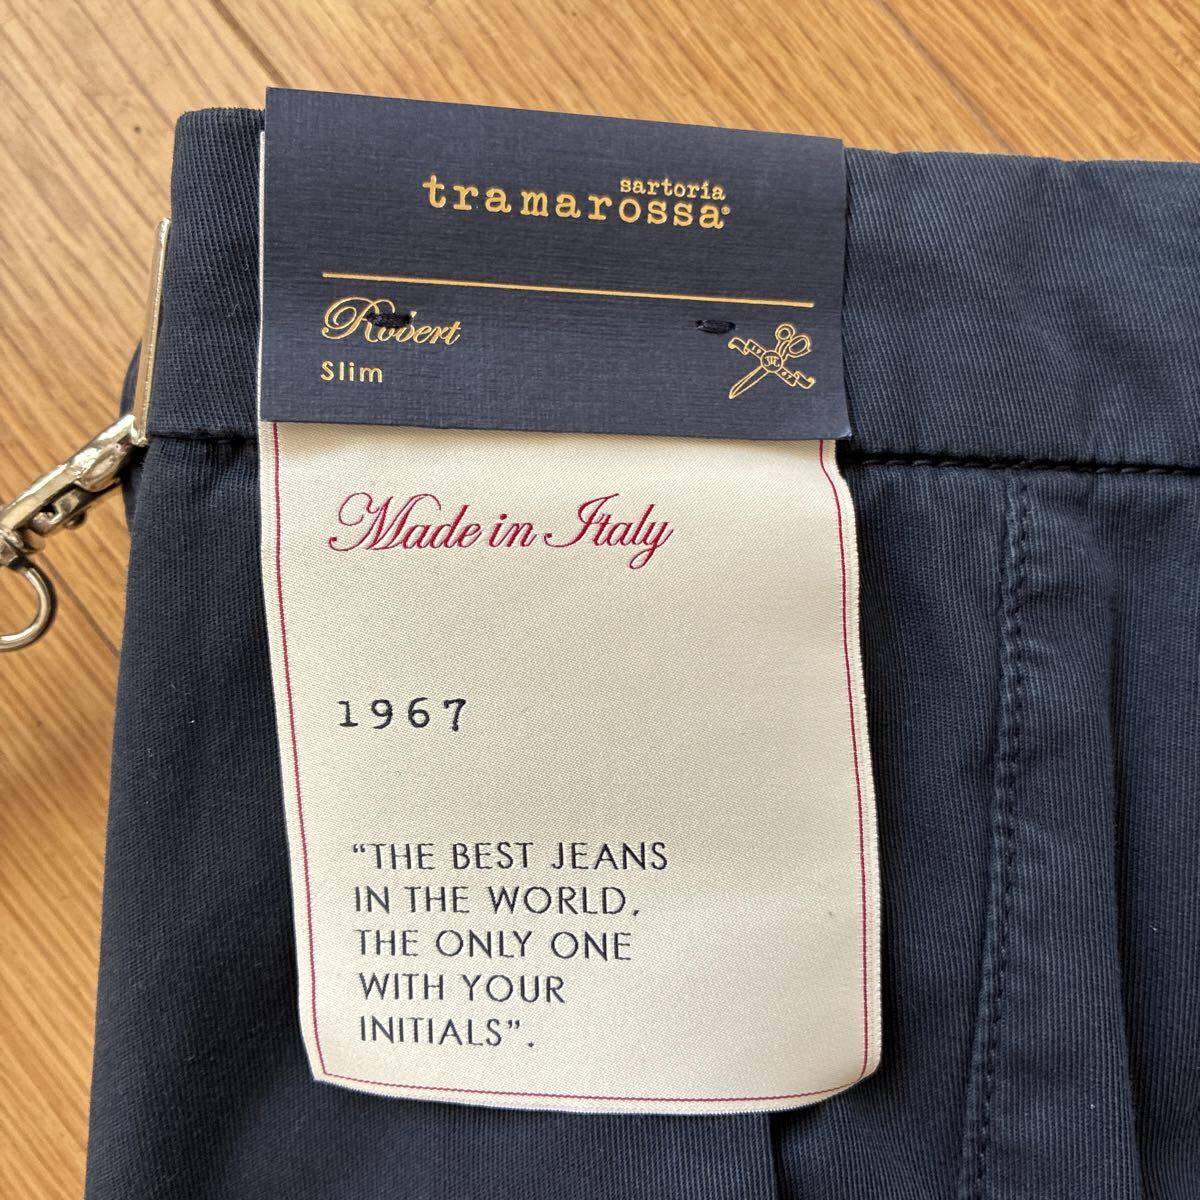 sartoria
tramarossa®
Robert
Slim
Made in Italy
1967
“THE BEST JEANS
IN THE WORLD,
THE ONLY ONE
WITH YOUR
INITIALS”.